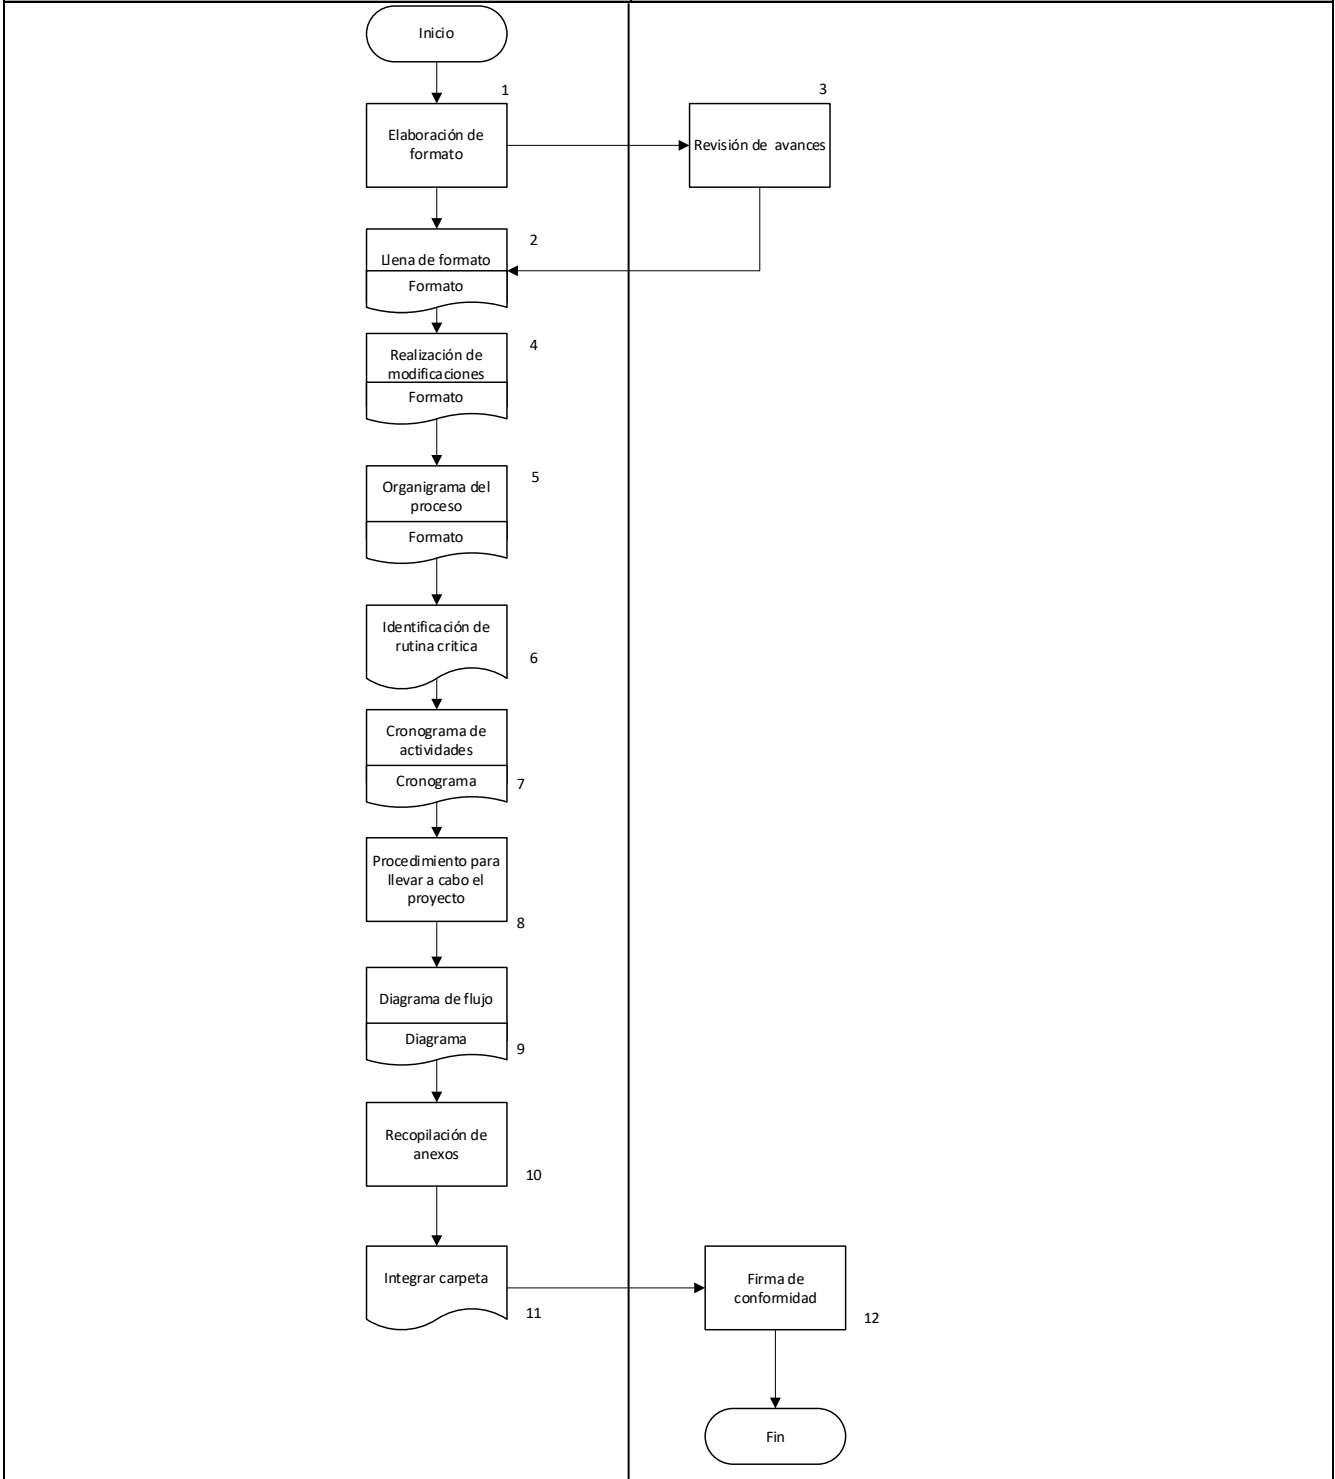 Inicio
1
Elaboración de
formato
3
Revisión de avances
2
Llena de formato
Formato
4
Realización de
modificaciones
Formato
5
Organigrama del
proceso
Formato
Identificación de
rutina critica
6
Cronograma de
actividades
Cronograma
7
Procedimiento para
llevar a cabo el
proyecto
8
Diagrama de flujo
Diagrama
9
Recopilación de
anexos
10
Integrar carpeta
11
Firma de
conformidad
12
Fin